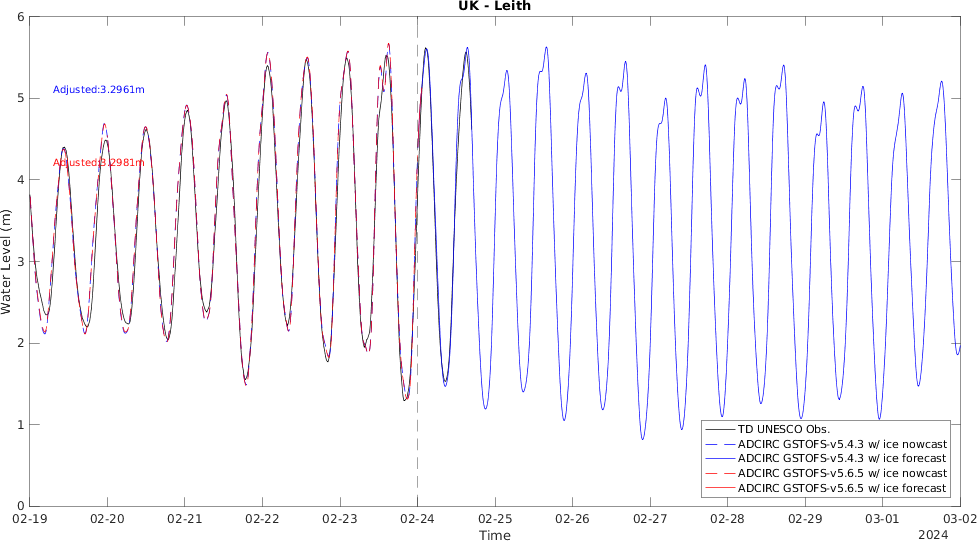 UK - Leith
6
5
4
3
2
1
0
Water Level (m)
Adjusted:3.2961m
Adjusted:3.2981m
TD UNESCO Obs.
ADCIRC GSTOFS-v5.4.3 w/ ice nowcast
ADCIRC GSTOFS-v5.4.3 w/ ice forecast
ADCIRC GSTOFS-v5.6.5 w/ ice nowcast
ADCIRC GSTOFS-v5.6.5 w/ ice forecast
02-19 02-20 02-21 02-22 02-23 02-24 02-25 02-26 02-27 02-28 02-29 03-01 03-02
Time
2024